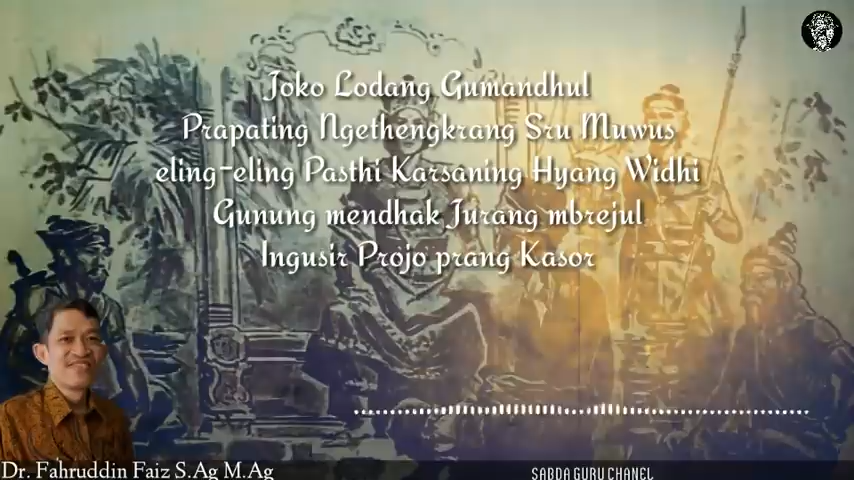 Joko Lodang Gumandhul
Prapating Ngethengkrang Sru Muwus
eling-eling Pasthi Karsaning Hyang Widhi
Gunung mendhak Jurang mbrejul
Ingusir Projo prang Kasor
Dr. Fahruddin Faiz S.Ag M.Ag
SABDA GURU CHANEL